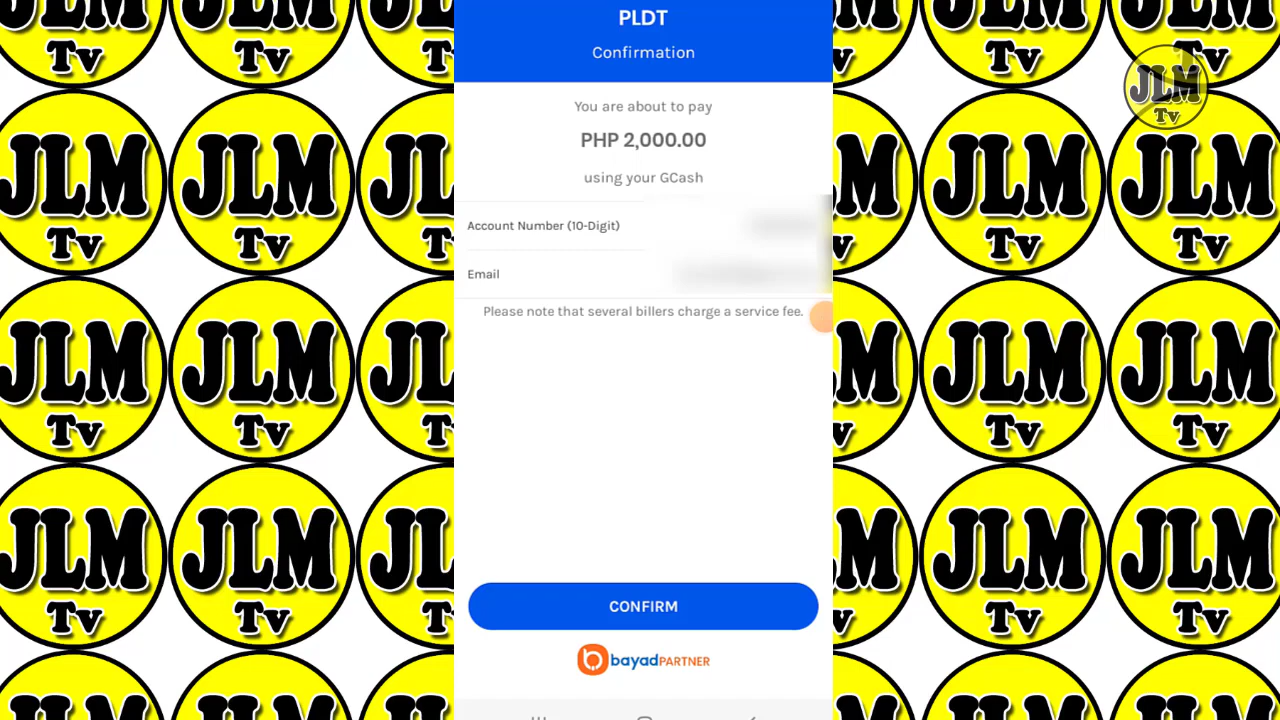 PLDT
Confirmation
You are about to pay
PHP 2,000.00
using your GCash
Account Number (10-Digit)
Email
Please note that several billers charge a service fee.
CONFIRM
bayadPARTNER
JLM
Tv